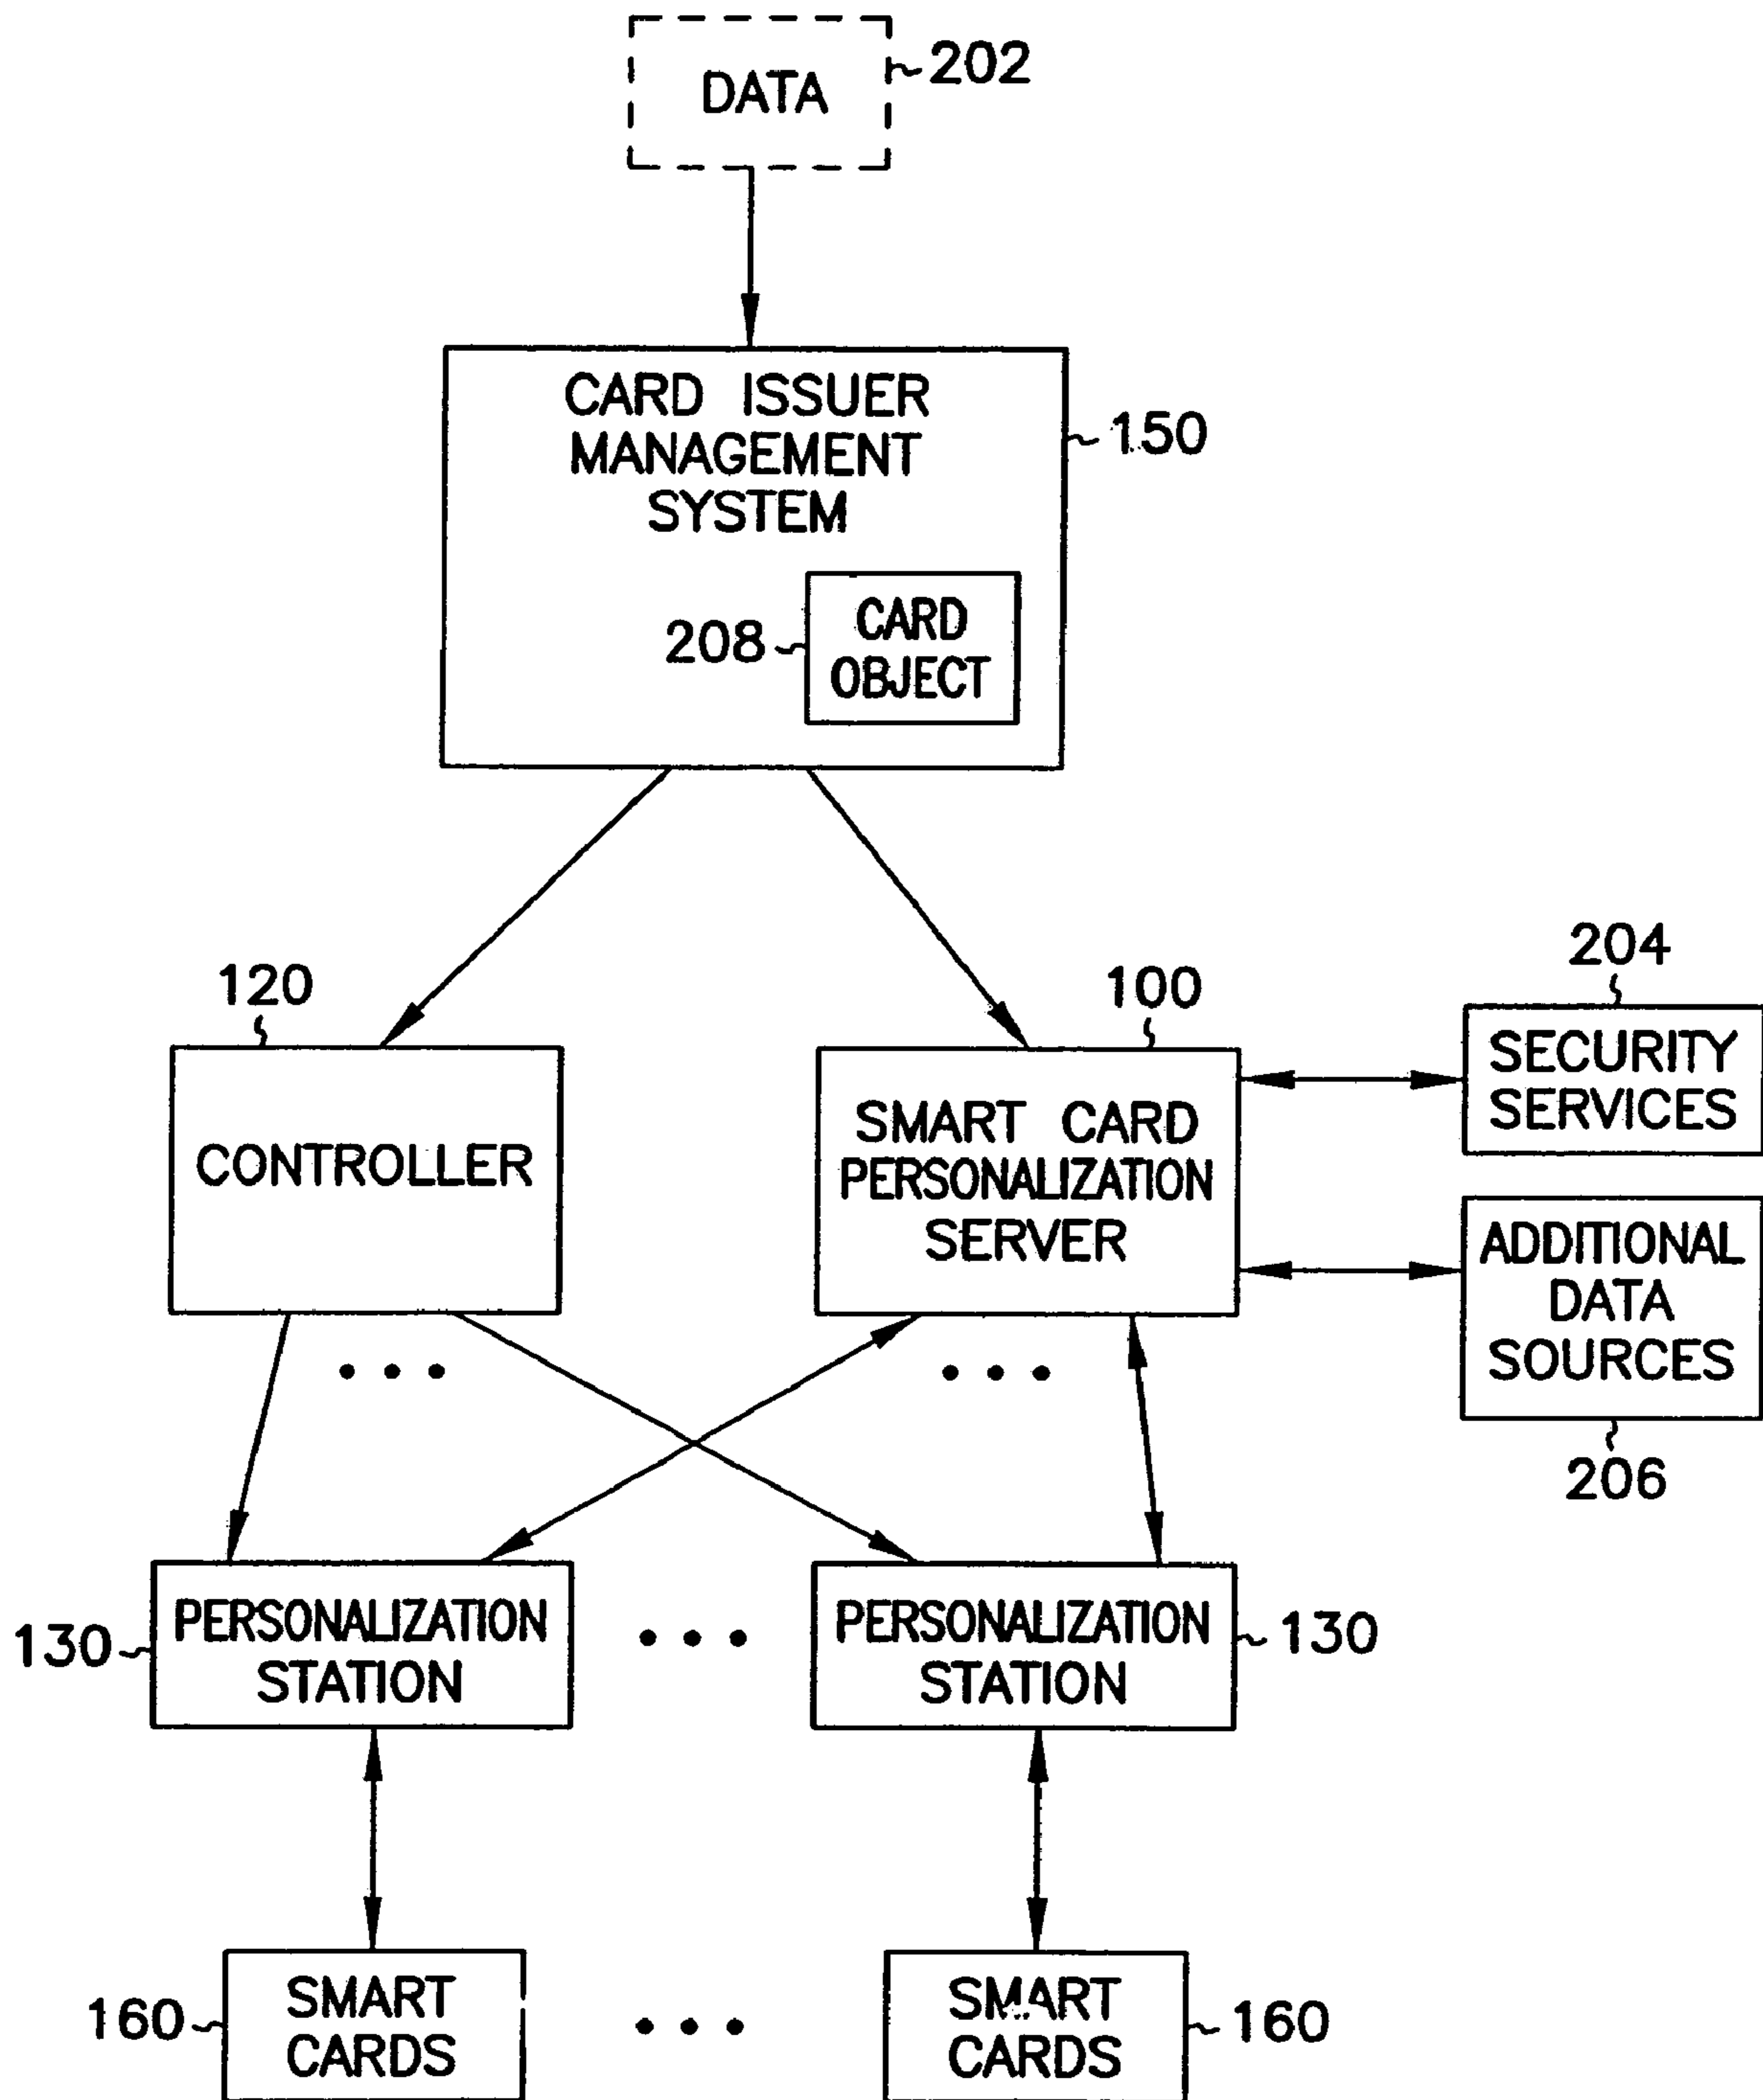 DATA
202
CARD ISSUER
MANAGEMENT
SYSTEM
150
208
CARD
OBJECT
120
100
204
CONTROLLER
SMART CARD
PERSONALIZATION
SERVER
SECURITY
SERVICES
ADDITIONAL
DATA
SOURCES
206
130
PERSONALIZATION
STATION
PERSONALIZATION
STATION
130
160
SMART
CARDS
SMART
CARDS
160